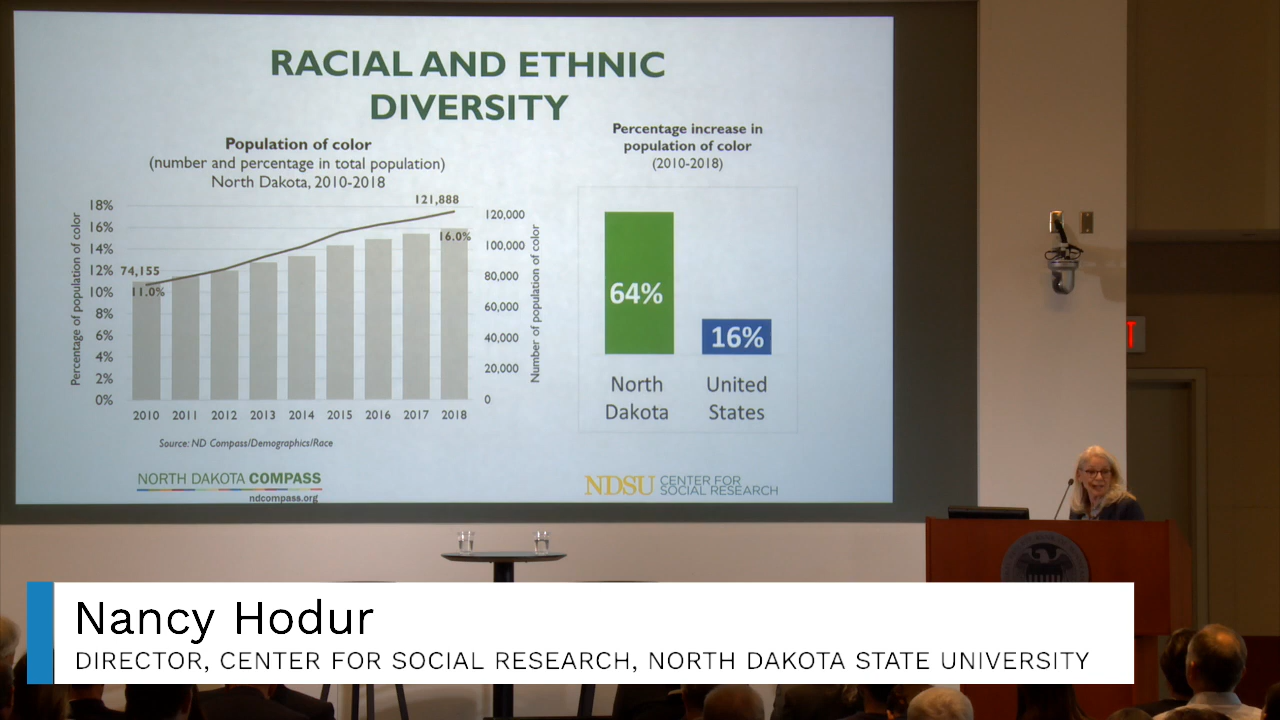 RACIAL AND ETHNIC
DIVERSITY
Population of color
(number and percentage in total population)
North Dakota, 2010-2018
Percentage of population of color
18%
16%
14%
12%
10%
8%
6%
4%
2%
0%
74,155
11.0%
121,888
16.0%
120,000
100,000
80,000
60,000
40,000
20,000
0
Number of population of color
2010 2011 2012 2013 2014 2015 2016 2017 2018
Source: ND Compass/Demographics/Race
NORTH DAKOTA COMPASS
ndcompass.org
Percentage increase in
population of color
(2010-2018)
64%
16%
North
Dakota
United
States
NDSU CENTER FOR
SOCIAL RESEARCH
Nancy Hodur
DIRECTOR, CENTER FOR SOCIAL RESEARCH, NORTH DAKOTA STATE UNIVERSITY